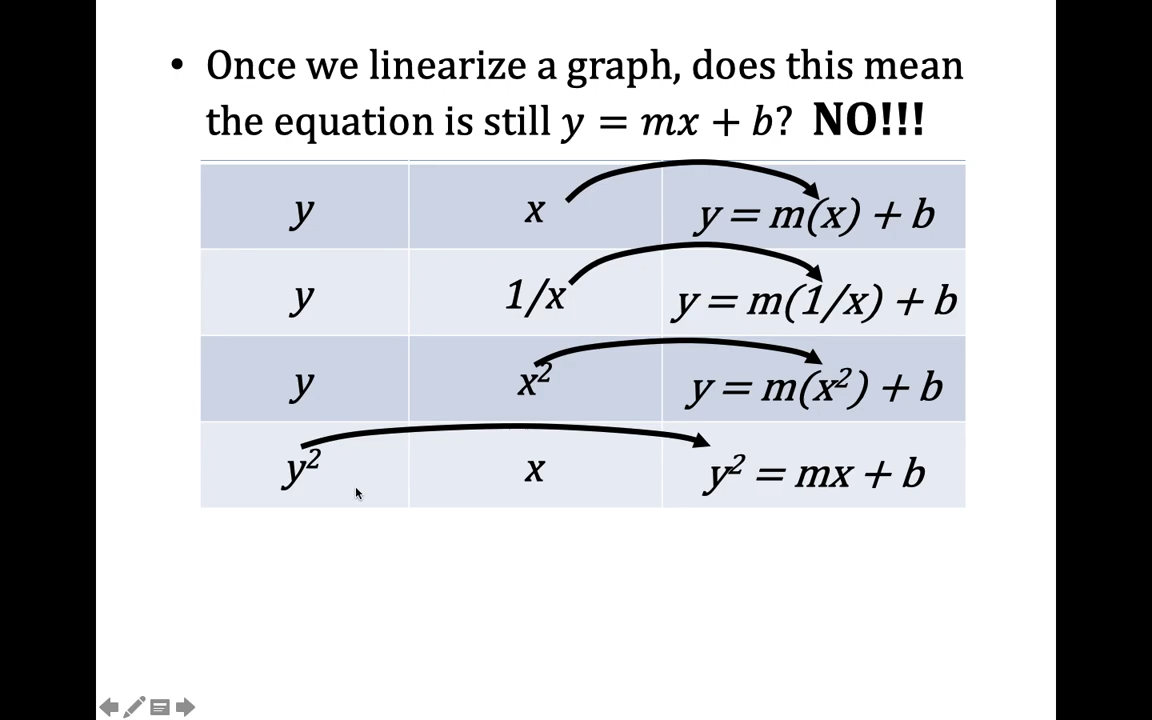 • Once we linearize a graph, does this mean
the equation is still y = mx + b? NO!!!
y x y = m(x) + b
y 1/x y = m(1/x) + b
y x² y = m(x²) + b
y² x y² = mx + b